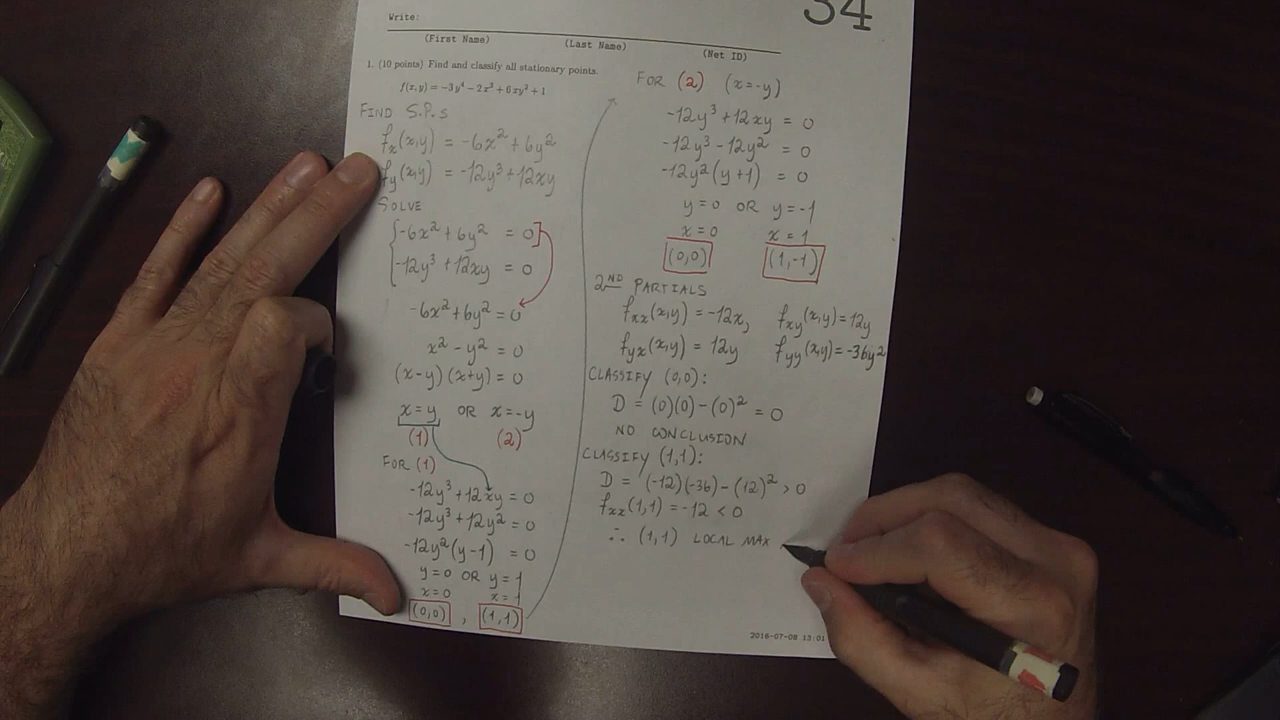 34
Write:
(First Name) (Last Name) (Net ID)
1. (10 points) Find and classify all stationary points.
f(x, y) = −3y⁴ − 2x³ + 6xy² + 1
FIND S.P.S
fx(x,y) = -6x² + 6y²
fy(x,y) = -12y³ + 12xy
SOLVE
-6x² + 6y² = 0
-12y³ + 12xy = 0
-6x² + 6y² = 0
x² - y² = 0
(x-y)(x+y) = 0
x = y OR x = -y
(1) (2)
FOR (1)
-12y³ + 12xy = 0
-12y³ + 12y² = 0
-12y²(y-1) = 0
y=0 OR y=1
x=0 x=1
(0,0) , (1,1)
FOR (2) (x=-y)
-12y³ + 12xy = 0
-12y³ - 12y² = 0
-12y²(y+1) = 0
y=0 OR y=-1
x=0 x=1
(0,0) (1,-1)
2ND PARTIALS
fxx(x,y) = -12x, fxy(x,y) = 12y
fyx(x,y) = 12y fyy(x,y) = -36y²
CLASSIFY (0,0):
D = (0)(0) - (0)² = 0
NO CONCLUSION
CLASSIFY (1,1):
D = (-12)(-36) - (12)² > 0
fxx(1,1) = -12 < 0
∴ (1,1) LOCAL MAX
2016-07-08 13:01